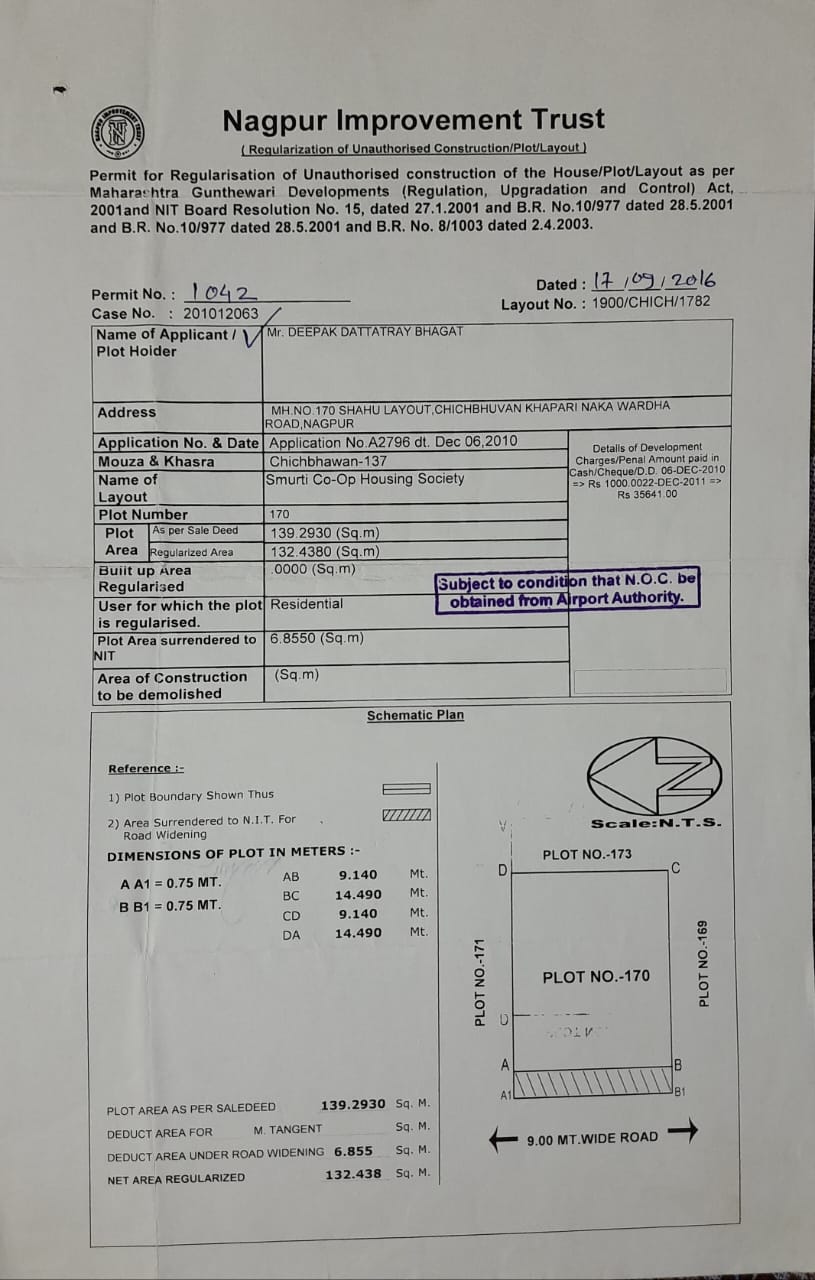 Nagpur Improvement Trust
( Regularization of Unauthorised Construction/Plot/Layout )
Permit for Regularisation of Unauthorised construction of the House/Plot/Layout as per
Maharashtra Gunthewari Developments (Regulation, Upgradation and Control) Act,
2001and NIT Board Resolution No. 15, dated 27.1.2001 and B.R. No.10/977 dated 28.5.2001
and B.R. No.10/977 dated 28.5.2001 and B.R. No. 8/1003 dated 2.4.2003.
Permit No. : 1042
Dated : 17/09/2016
Case No. : 201012063
Layout No. : 1900/CHICH/1782
Name of Applicant / Mr. DEEPAK DATTATRAY BHAGAT
Plot Holder
Address MH.NO.170 SHAHU LAYOUT,CHICHBHUVAN KHAPARI NAKA WARDHA
ROAD,NAGPUR
Application No. & Date Application No.A2796 dt. Dec 06,2010
Mouza & Khasra Chichbhawan-137
Name of Smurti Co-Op Housing Society
Layout
Plot Number 170
Plot Area As per Sale Deed 139.2930 (Sq.m)
Regularized Area 132.4380 (Sq.m)
Built up Area .0000 (Sq.m)
Regularised
User for which the plot Residential
is regularised.
Plot Area surrendered to 6.8550 (Sq.m)
NIT
Area of Construction (Sq.m)
to be demolished
Details of Development
Charges/Penal Amount paid in
Cash/Cheque/D.D. 06-DEC-2010
=> Rs 1000.0022-DEC-2011 =>
Rs 35641.00
Subject to condition that N.O.C. be
obtained from Airport Authority.
Schematic Plan
Reference :-
1) Plot Boundary Shown Thus
2) Area Surrendered to N.I.T. For
Road Widening
DIMENSIONS OF PLOT IN METERS :-
A A1 = 0.75 MT.
B B1 = 0.75 MT.
AB 9.140 Mt.
BC 14.490 Mt.
CD 9.140 Mt.
DA 14.490 Mt.
PLOT AREA AS PER SALEDEED 139.2930 Sq. M.
DEDUCT AREA FOR M. TANGENT Sq. M.
DEDUCT AREA UNDER ROAD WIDENING 6.855 Sq. M.
NET AREA REGULARIZED 132.438 Sq. M.
N
Scale:N.T.S.
PLOT NO.-173
D
C
PLOT NO.-171
PLOT NO.-170
PLOT NO.-169
A
B
A1
B1
9.00 MT.WIDE ROAD